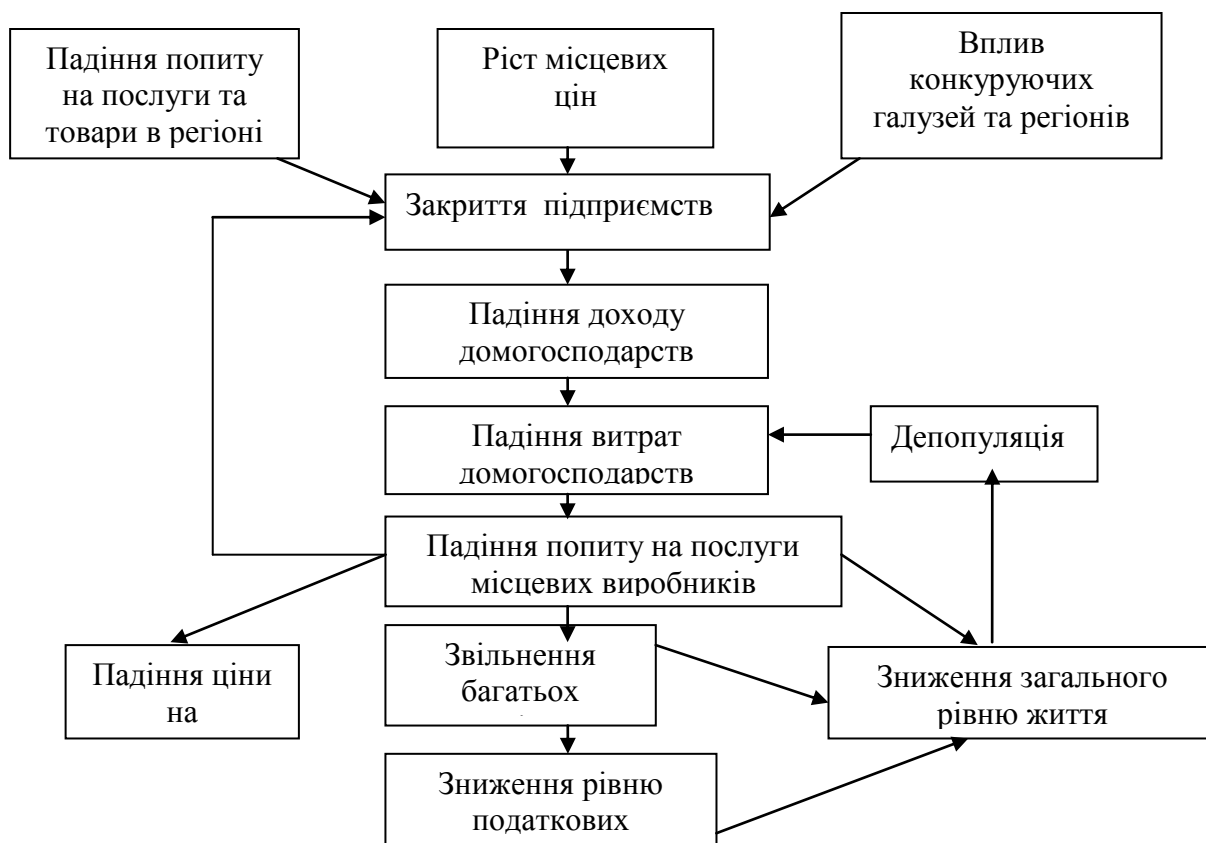 Падіння попиту
на послуги та
товари в регіоні
Ріст місцевих
цін
Вплив
конкуруючих
галузей та регіонів
Закриття підприємств
Падіння доходу
домогосподарств
Падіння витрат
домогосподарств
Депопуляція
Падіння попиту на послуги
місцевих виробників
Падіння ціни
на
Звільнення
багатьох
Зниження загального
рівню життя
Зниження рівню
податкових